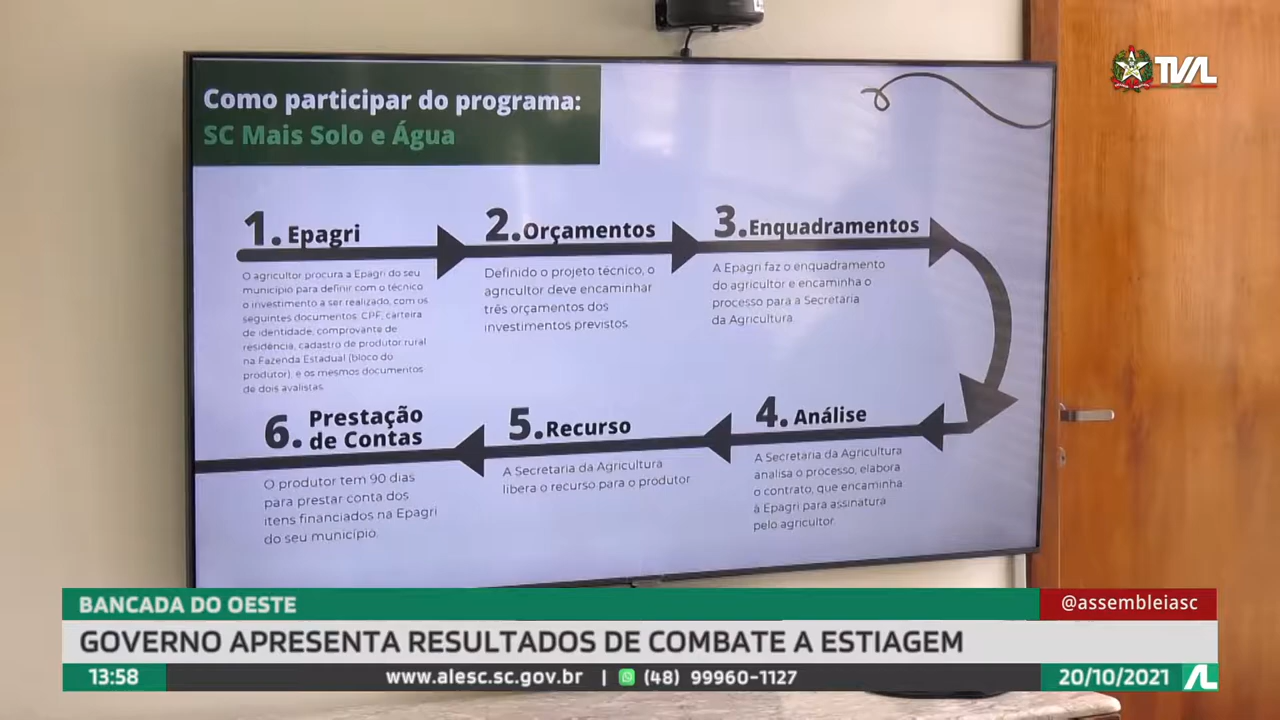 TVAL
Como participar do programa:
SC Mais Solo e Água
1. Epagri
O agricultor procura a Epagri do seu
município para definir com o técnico
o investimento a ser realizado, com os
seguintes documentos: CPF, carteira
de identidade, comprovante de
residência, cadastro de produtor rural
na Fazenda Estadual (bloco do
produtor), e os mesmos documentos
de dois avalistas.
2. Orçamentos
Definido o projeto técnico, o
agricultor deve encaminhar
três orçamentos dos
investimentos previstos.
3. Enquadramentos
A Epagri faz o enquadramento
do agricultor e encaminha o
processo para a Secretaria
da Agricultura.
4. Análise
A Secretaria da Agricultura
analisa o processo, elabora
o contrato, que encaminha
à Epagri para assinatura
pelo agricultor.
5. Recurso
A Secretaria da Agricultura
libera o recurso para o produtor
6. Prestação
de Contas
O produtor tem 90 dias
para prestar conta dos
itens financiados na Epagri
do seu município.
BANCADA DO OESTE
@assembleiasc
GOVERNO APRESENTA RESULTADOS DE COMBATE A ESTIAGEM
13:58
www.alesc.sc.gov.br | (48) 99960-1127
20/10/2021
AL